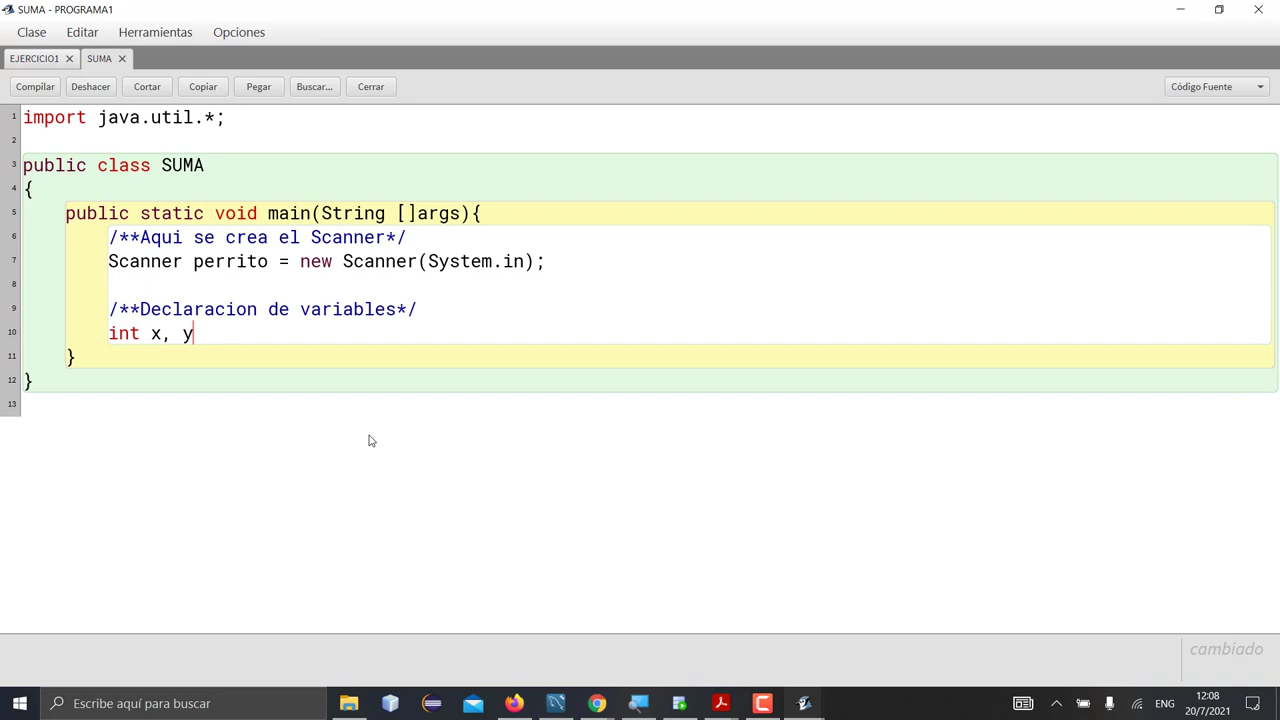 SUMA - PROGRAMA1
Clase Editar Herramientas Opciones
EJERCICIO1 SUMA
Compilar Deshacer Cortar Copiar Pegar Buscar... Cerrar Código Fuente
1 import java.util.*;
2
3 public class SUMA
4 {
5 public static void main(String []args){
6 /**Aqui se crea el Scanner*/
7 Scanner perrito = new Scanner(System.in);
8
9 /**Declaracion de variables*/
10 int x, y
11 }
12 }
13
cambiado
Escribe aquí para buscar
ENG
12:08
20/7/2021